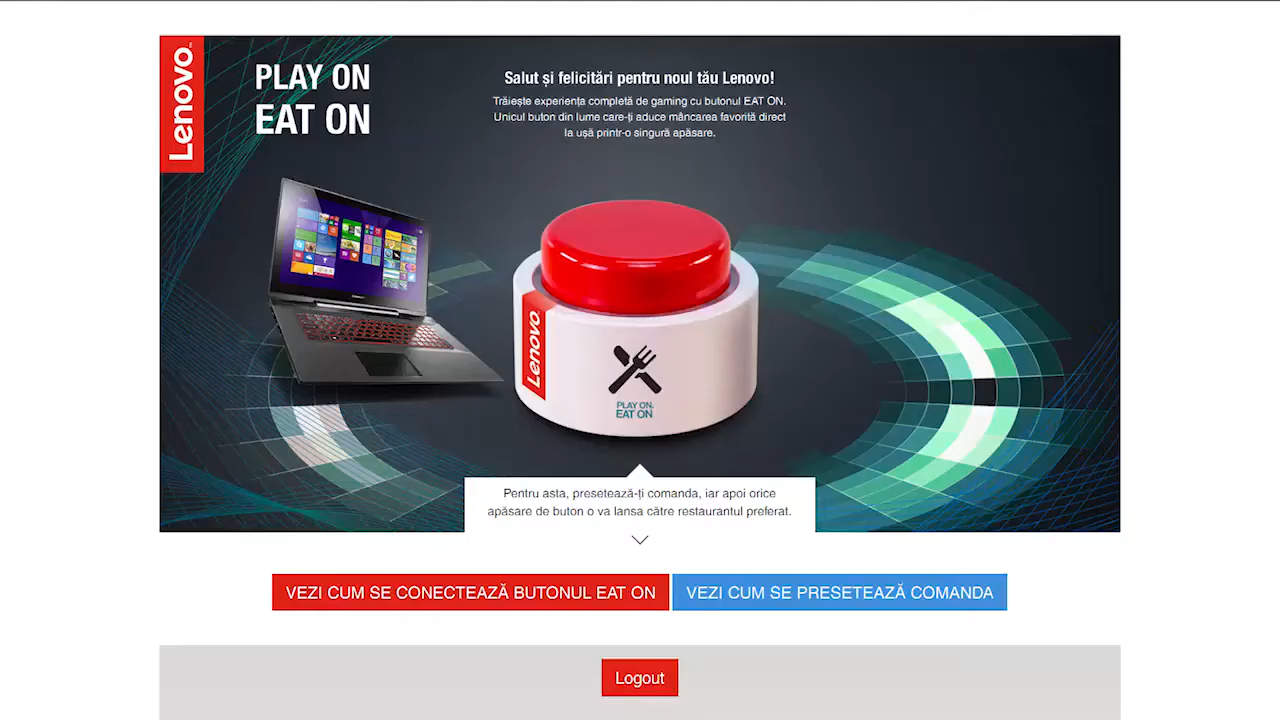 Lenovo
PLAY ON
EAT ON
Salut și felicitări pentru noul tău Lenovo!
Trăiește experiența completă de gaming cu butonul EAT ON.
Unicul buton din lume care-ți aduce mâncarea favorită direct
la ușă printr-o singură apăsare.
Lenovo
PLAY ON.
EAT ON
Pentru asta, presetează-ți comanda, iar apoi orice
apăsare de buton o va lansa către restaurantul preferat.
VEZI CUM SE CONECTEAZĂ BUTONUL EAT ON
VEZI CUM SE PRESETEAZĂ COMANDA
Logout